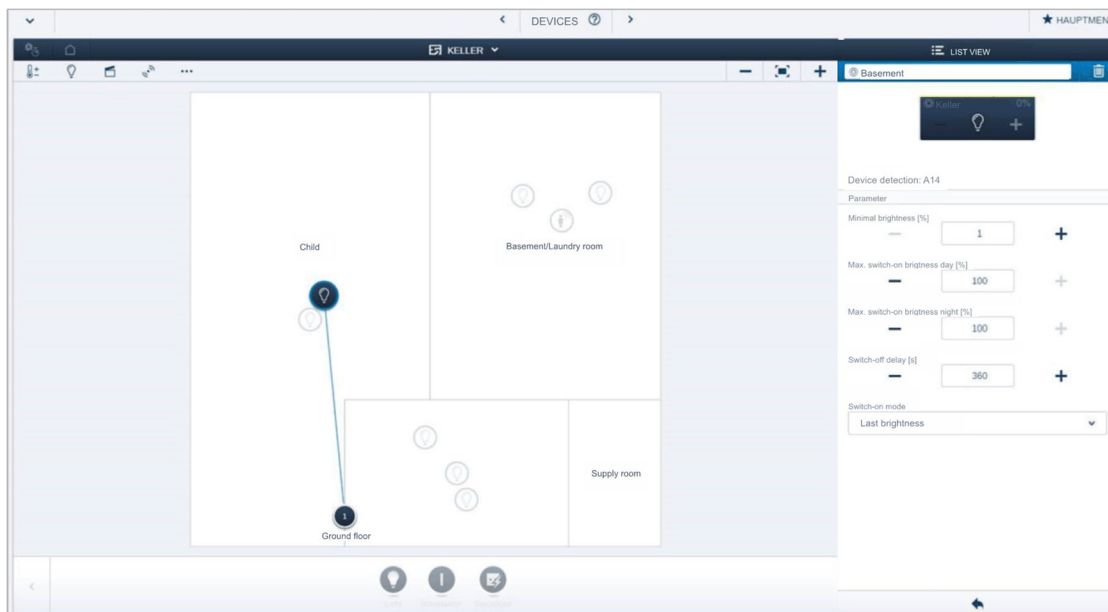 DEVICES ?
HAUPTMEN
KELLER
LIST VIEW
Basement
Keller 0%
Device detection: A14
Parameter
Minimal brightness [%]
1
Max. switch-on brigtness day [%]
100
Max. switch-on brigtness night [%]
100
Switch-off delay [s]
360
Switch-on mode
Last brightness
Child
Basement/Laundry room
Supply room
1
Ground floor